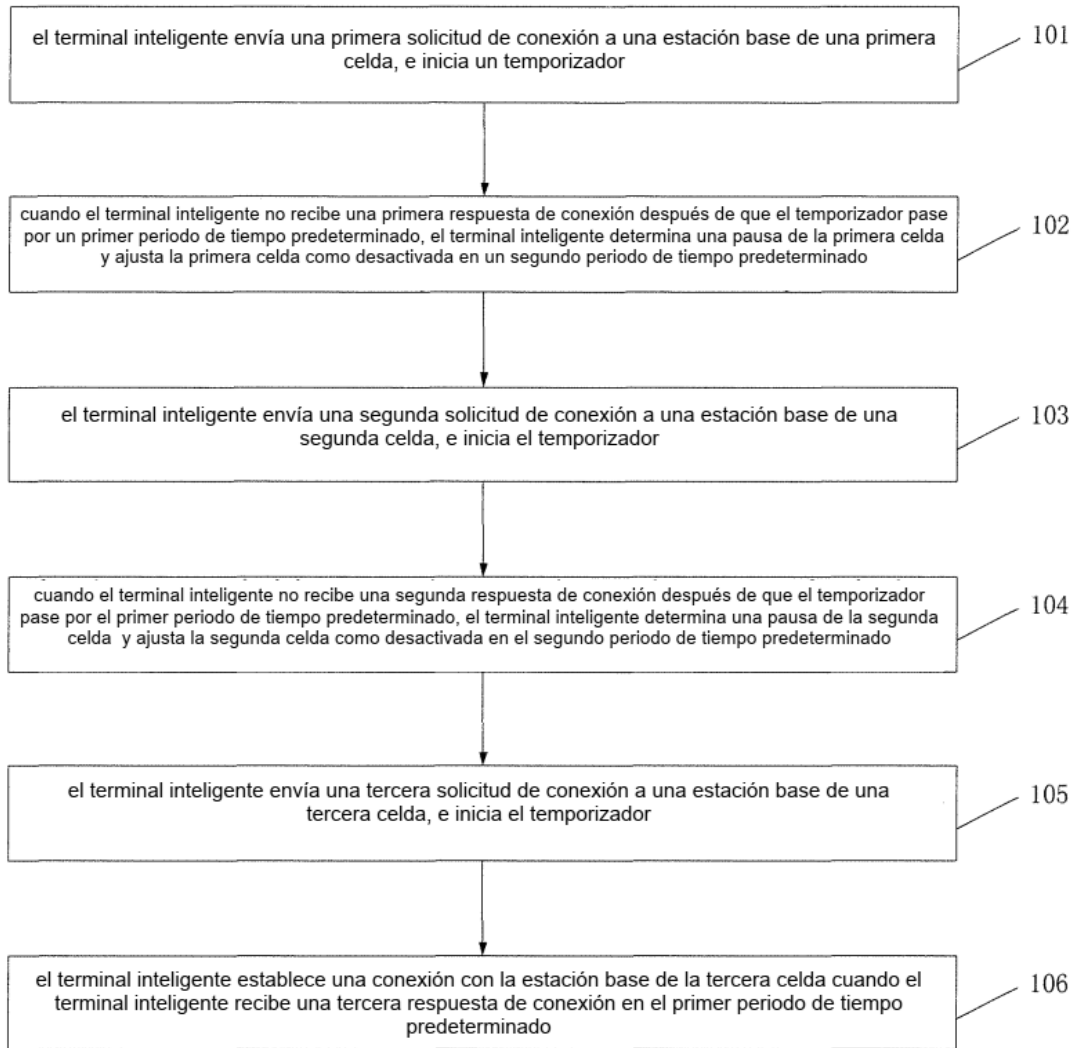 el terminal inteligente envía una primera solicitud de conexión a una estación base de una primera
celda, e inicia un temporizador
101
cuando el terminal inteligente no recibe una primera respuesta de conexión después de que el temporizador pase
por un primer periodo de tiempo predeterminado, el terminal inteligente determina una pausa de la primera celda
y ajusta la primera celda como desactivada en un segundo periodo de tiempo predeterminado
102
el terminal inteligente envía una segunda solicitud de conexión a una estación base de una
segunda celda, e inicia el temporizador
103
cuando el terminal inteligente no recibe una segunda respuesta de conexión después de que el temporizador
pase por el primer periodo de tiempo predeterminado, el terminal inteligente determina una pausa de la segunda
celda y ajusta la segunda celda como desactivada en el segundo periodo de tiempo predeterminado
104
el terminal inteligente envía una tercera solicitud de conexión a una estación base de una
tercera celda, e inicia el temporizador
105
el terminal inteligente establece una conexión con la estación base de la tercera celda cuando el
terminal inteligente recibe una tercera respuesta de conexión en el primer periodo de tiempo
predeterminado
106